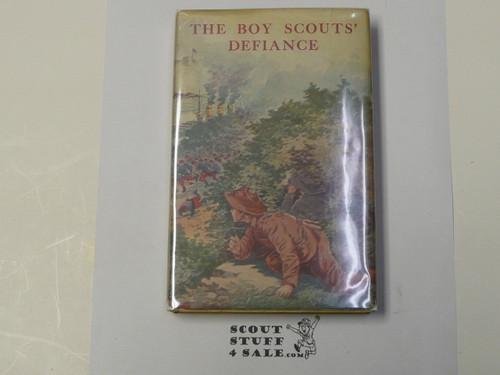 THE BOY SCOUTS'
DEFIANCE
SCOUT
STUFF
4 SALE.COM